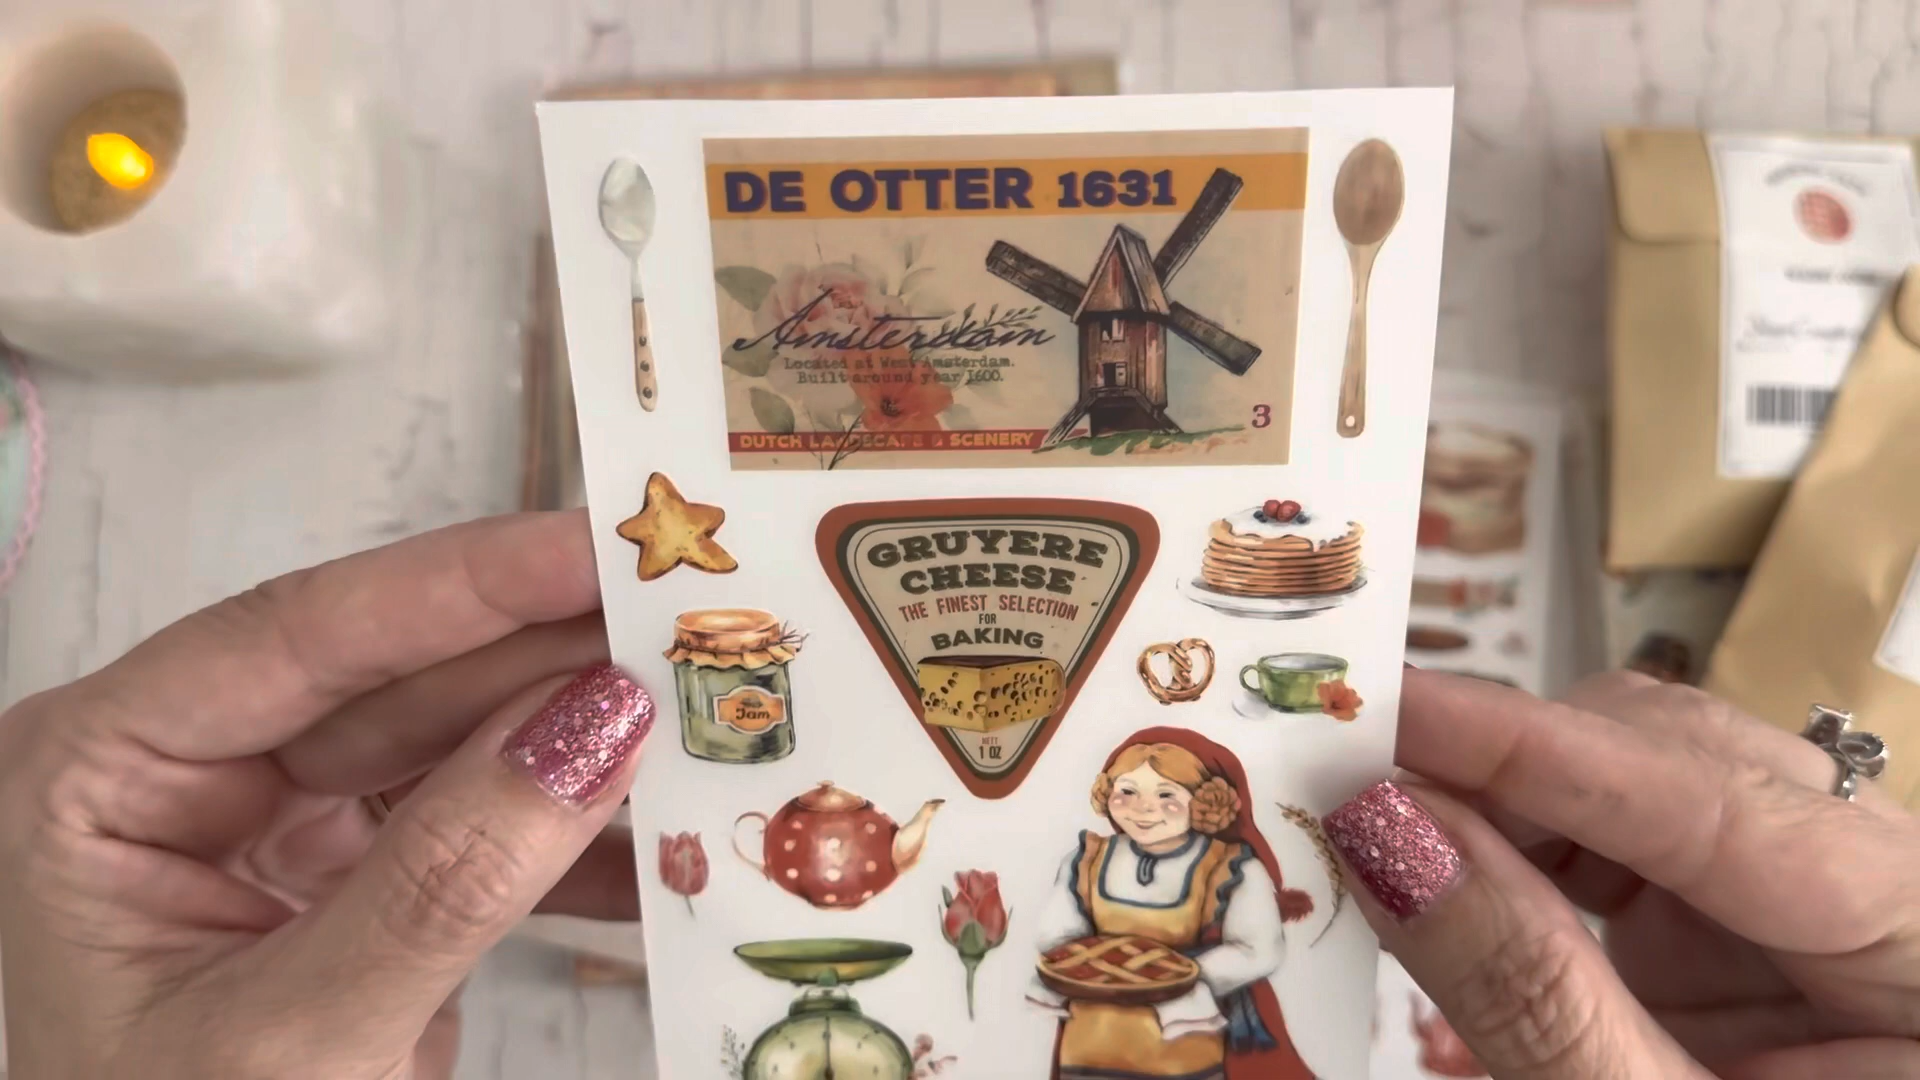 DE OTTER 1631
Amsterdam
Located at West Amsterdam.
Built around year 1600.
3
DUTCH LANDSCAPE & SCENERY
GRUYERE
CHEESE
THE FINEST SELECTION
FOR
BAKING
NETT
1 OZ
Jam